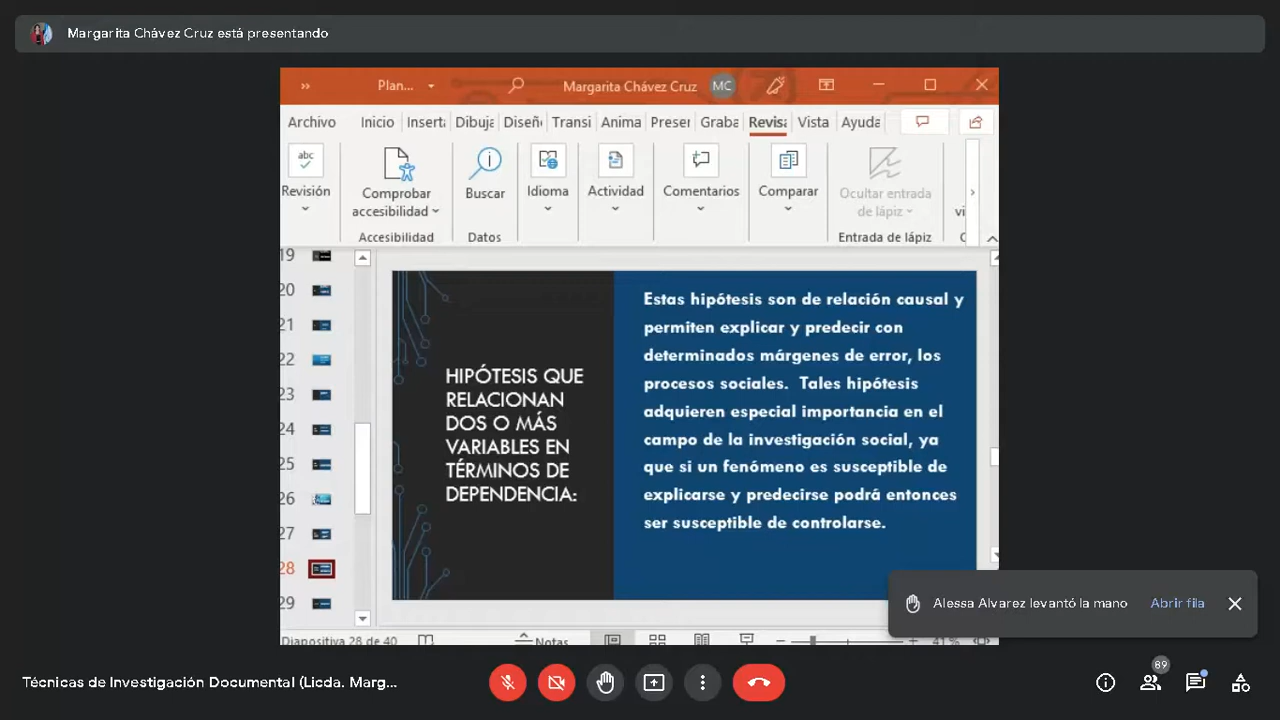 Margarita Chávez Cruz está presentando
Plan...
Margarita Chávez Cruz
MC
Archivo
Inicio
Inserta
Dibuja
Diseño
Transi
Anima
Preser
Graba
Revisa
Vista
Ayuda
abc
Revisión
Comprobar
accesibilidad
Buscar
Idioma
Actividad
Comentarios
Comparar
Ocultar entrada
de lápiz
Accesibilidad
Datos
Entrada de lápiz
19
20
21
22
23
24
25
26
27
28
29
HIPÓTESIS QUE
RELACIONAN
DOS O MÁS
VARIABLES EN
TÉRMINOS DE
DEPENDENCIA:
Estas hipótesis son de relación causal y
permiten explicar y predecir con
determinados márgenes de error, los
procesos sociales. Tales hipótesis
adquieren especial importancia en el
campo de la investigación social, ya
que si un fenómeno es susceptible de
explicarse y predecirse podrá entonces
ser susceptible de controlarse.
Alessa Alvarez levantó la mano
Abrir fila
Diapositiva 28 de 40
Notas
41 %
Técnicas de Investigación Documental (Licda. Marg...
89